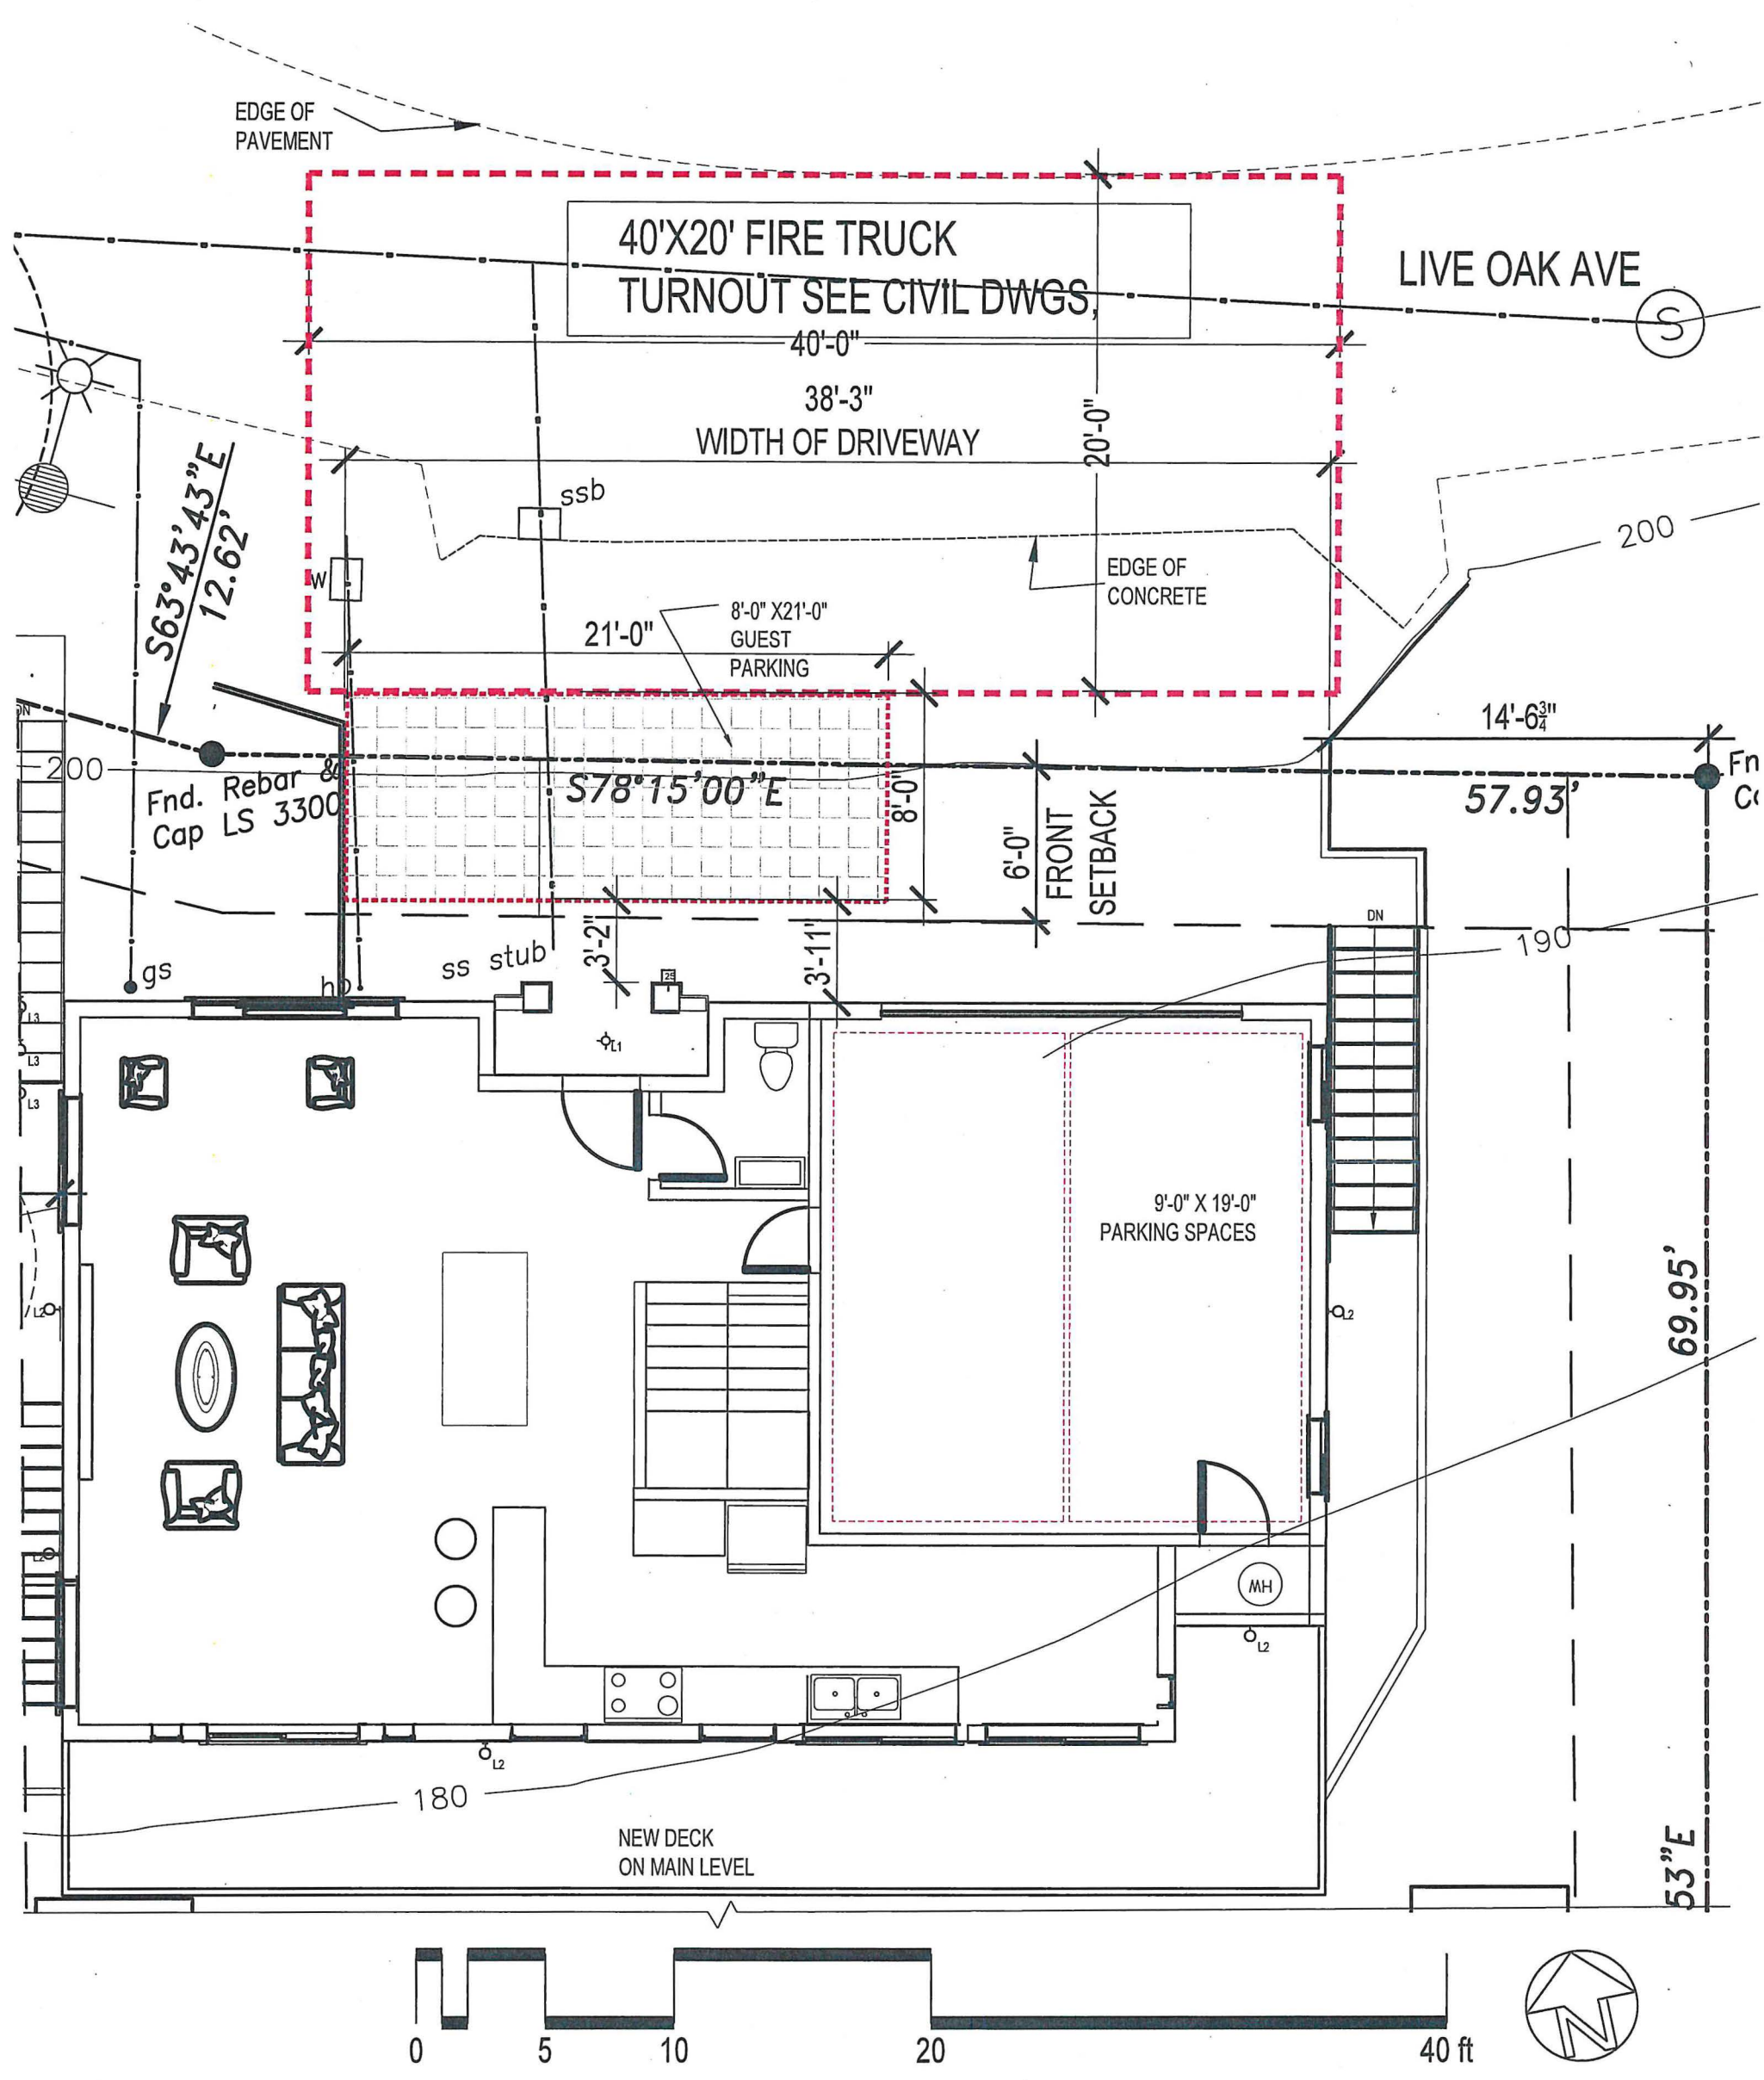 EDGE OF
PAVEMENT
40'X20' FIRE TRUCK
TURNOUT SEE CIVIL DWGS,
LIVE OAK AVE
S
40'-0"
38'-3"
WIDTH OF DRIVEWAY
20'-0"
S63°43'43"E
12.62'
ssb
200
W
EDGE OF
CONCRETE
8'-0" X21'-0"
GUEST
PARKING
21'-0"
14'-6¾"
DN
200
Fnd. Rebar &
Cap LS 3300
S78°15'00"E
8'-0"
6'-0"
FRONT
SETBACK
57.93'
Fn
DN
190
gs
hb
ss stub
3'-2"
3'-11"
L3
L3
L3
L1
9'-0" X 19'-0"
PARKING SPACES
L2
L2
69.95'
L2
WH
L2
L2
180
NEW DECK
ON MAIN LEVEL
53"E
0 5 10 20 40 ft
N